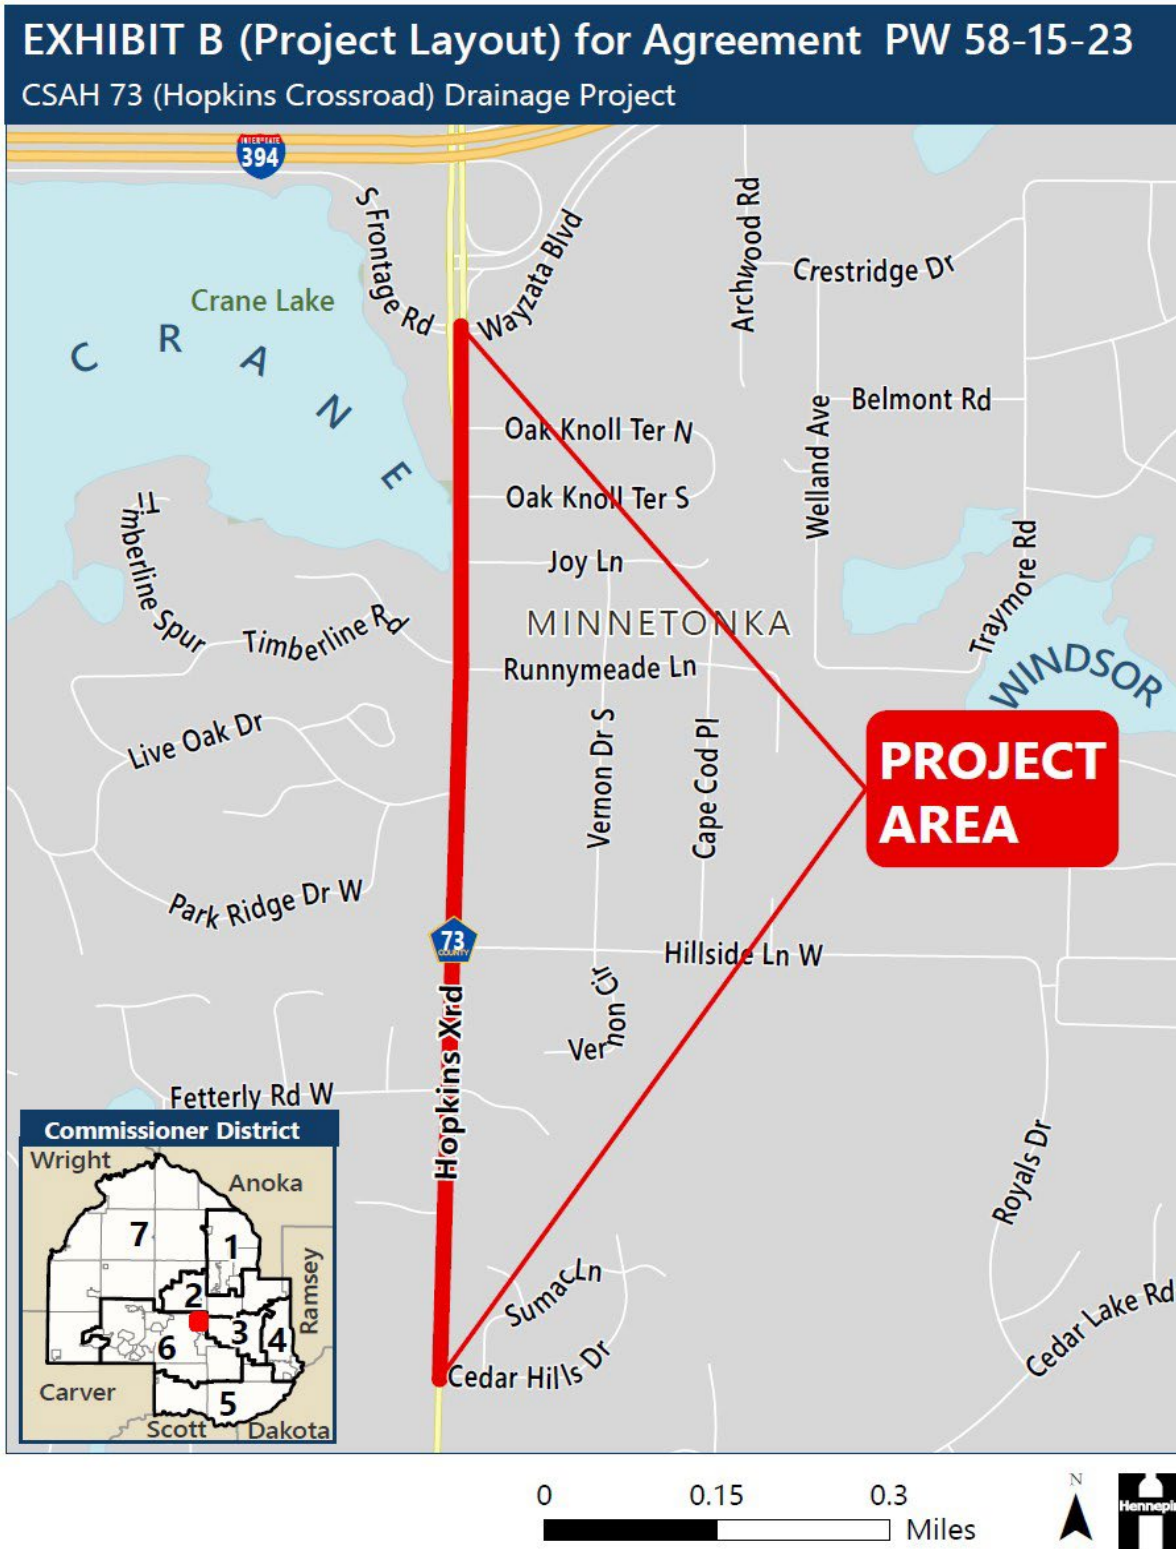 EXHIBIT B (Project Layout) for Agreement PW 58-15-23
CSAH 73 (Hopkins Crossroad) Drainage Project
394
S Frontage Rd
Wayzata Blvd
Archwood Rd
Crestridge Dr
Crane Lake
CRANE
Belmont Rd
Welland Ave
Oak Knoll Ter N
Oak Knoll Ter S
Joy Ln
Traymore Rd
Timberline Spur
Timberline Rd
MINNETONKA
Runnymeade Ln
WINDSOR
Live Oak Dr
Vernon Dr S
Cape Cod Pl
PROJECT
AREA
Park Ridge Dr W
73
COUNTY
Hillside Ln W
Hopkins Xrd
Vernon Cir
Fetterly Rd W
Royals Dr
Sumac Ln
Cedar Lake Rd
Cedar Hills Dr
Commissioner District
Wright
Anoka
7
1
2
Ramsey
3
4
6
Carver
5
Scott
Dakota
0 0.15 0.3
Miles
N
Hennepin